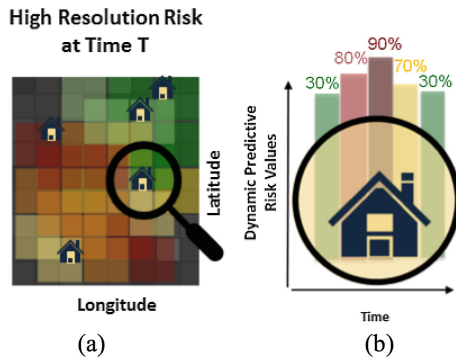 High Resolution Risk
at Time T
Latitude
Longitude
(a)
30%
80%
90%
70%
30%
Dynamic Predictive
Risk Values
Time
(b)